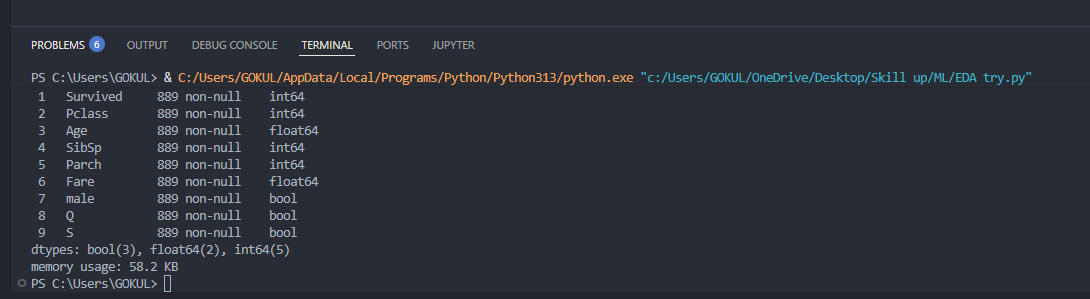 PROBLEMS 6 OUTPUT DEBUG CONSOLE TERMINAL PORTS JUPYTER
PS C:\Users\GOKUL> & C:/Users/GOKUL/AppData/Local/Programs/Python/Python313/python.exe "c:/Users/GOKUL/OneDrive/Desktop/Skill up/ML/EDA try.py"
1 Survived 889 non-null int64
2 Pclass 889 non-null int64
3 Age 889 non-null float64
4 SibSp 889 non-null int64
5 Parch 889 non-null int64
6 Fare 889 non-null float64
7 male 889 non-null bool
8 Q 889 non-null bool
9 S 889 non-null bool
dtypes: bool(3), float64(2), int64(5)
memory usage: 58.2 KB
PS C:\Users\GOKUL>